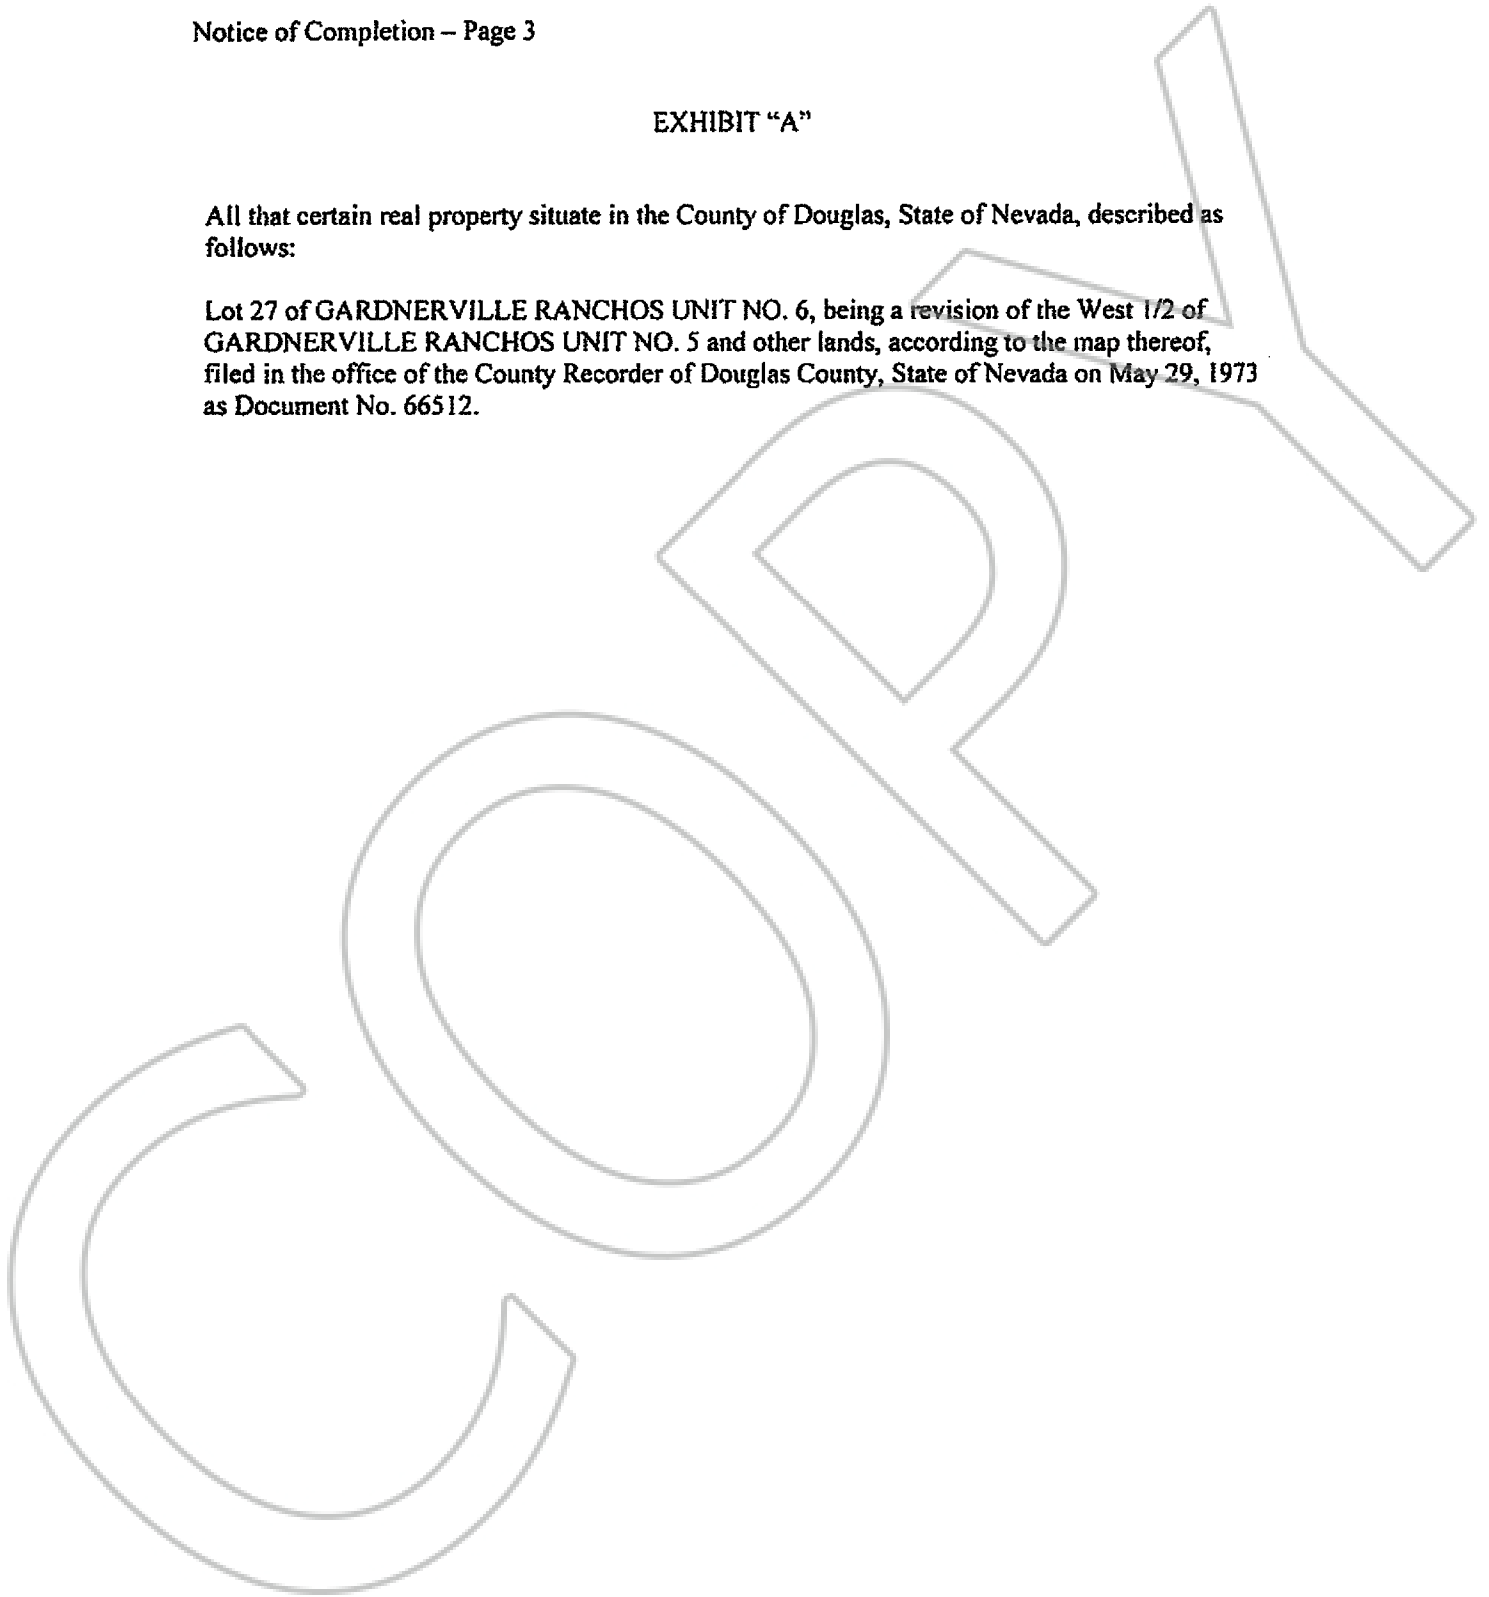 Notice of Completion – Page 3
EXHIBIT “A”
All that certain real property situate in the County of Douglas, State of Nevada, described as
follows:
Lot 27 of GARDNERVILLE RANCHOS UNIT NO. 6, being a revision of the West 1/2 of
GARDNERVILLE RANCHOS UNIT NO. 5 and other lands, according to the map thereof,
filed in the office of the County Recorder of Douglas County, State of Nevada on May 29, 1973
as Document No. 66512.
COPY